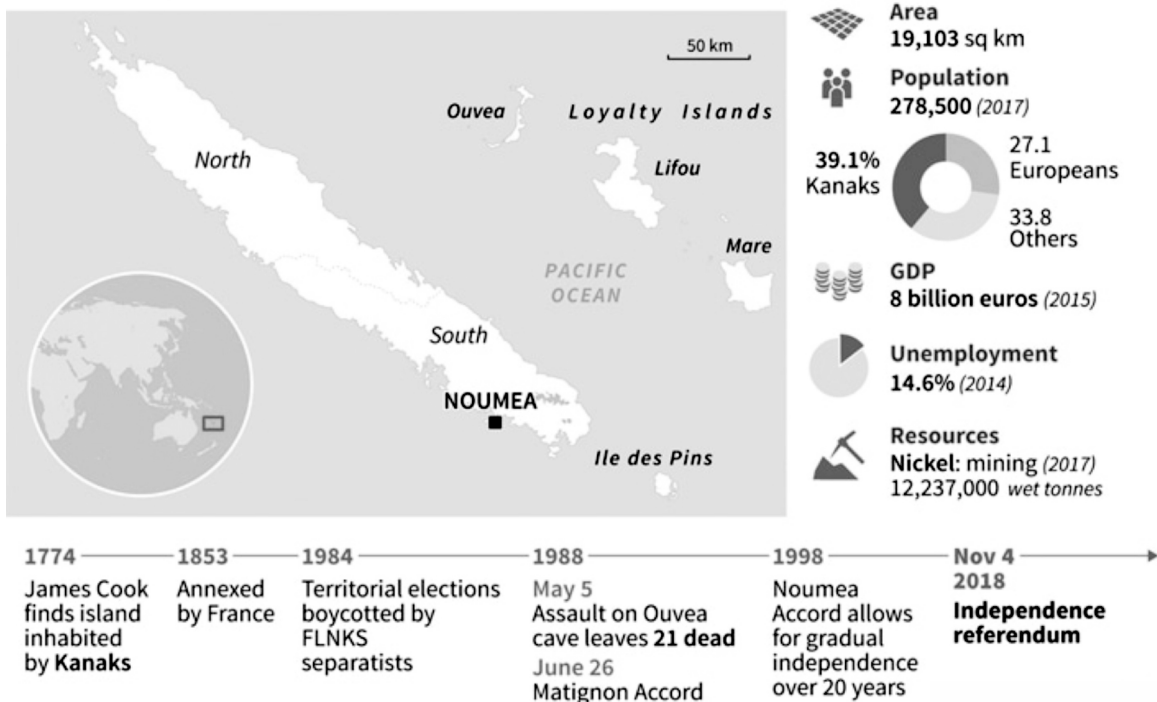 50 km
Ouvea
Loyalty Islands
North
Lifou
Mare
PACIFIC
OCEAN
South
NOUMEA
Ile des Pins
Area
19,103 sq km
Population
278,500 (2017)
39.1%
Kanaks
27.1
Europeans
33.8
Others
GDP
8 billion euros (2015)
Unemployment
14.6% (2014)
Resources
Nickel: mining (2017)
12,237,000 wet tonnes
1774
James Cook
finds island
inhabited
by Kanaks
1853
Annexed
by France
1984
Territorial elections
boycotted by
FLNKS
separatists
1988
May 5
Assault on Ouvea
cave leaves 21 dead
June 26
Matignon Accord
1998
Noumea
Accord allows
for gradual
independence
over 20 years
Nov 4
2018
Independence
referendum